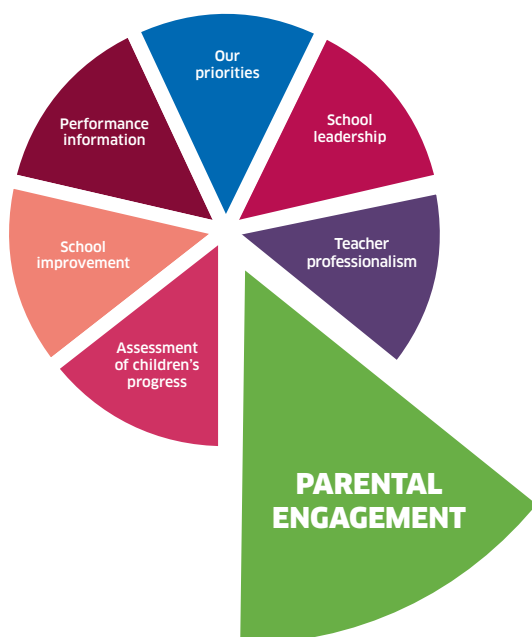 Our
priorities
School
leadership
Teacher
professionalism
PARENTAL
ENGAGEMENT
Assessment
of children’s
progress
School
improvement
Performance
information